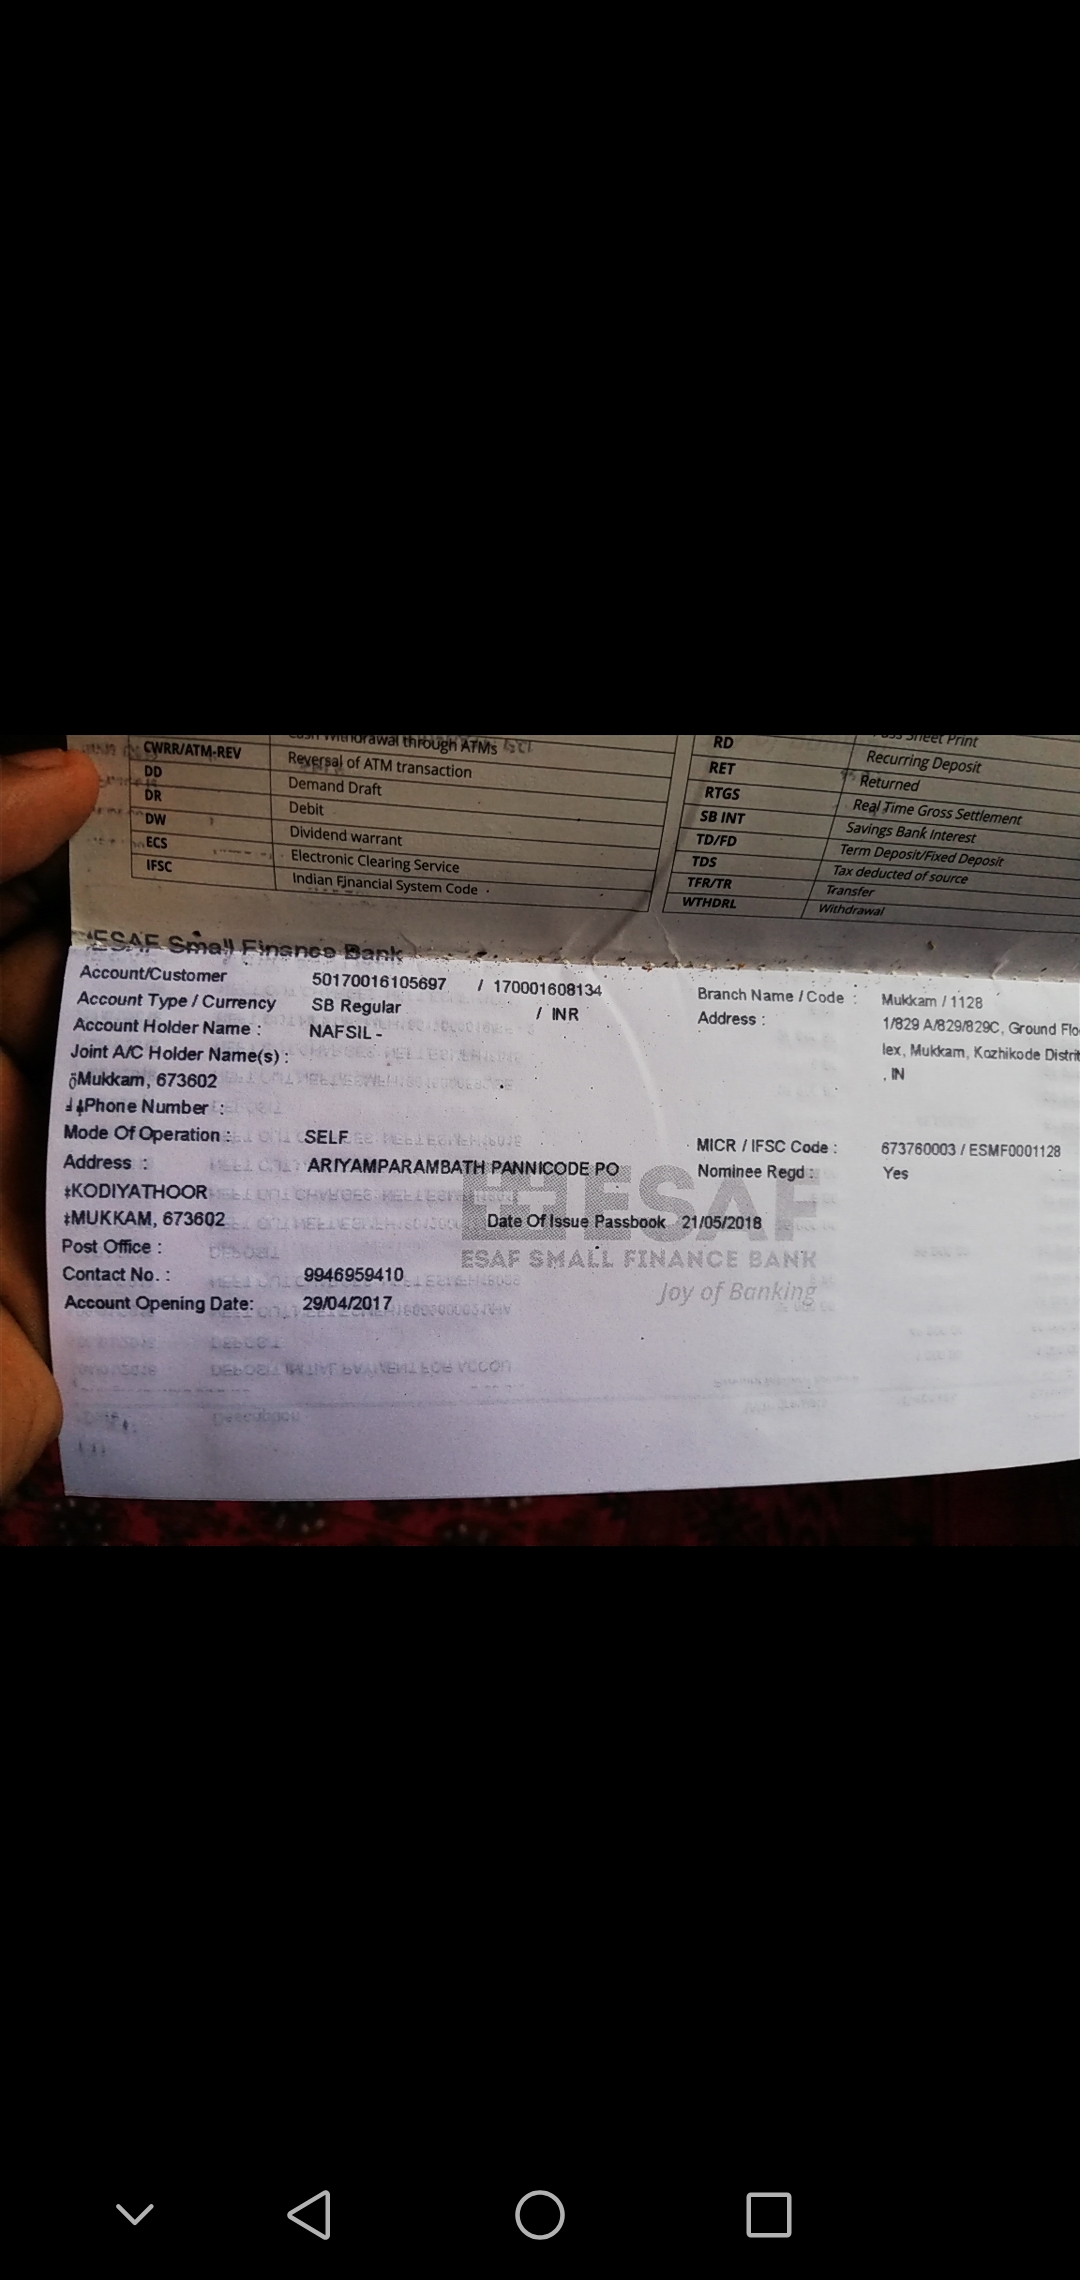 CWRR/ATM-REV Reversal of ATM transaction
DD Demand Draft
DR Debit
DW Dividend warrant
ECS Electronic Clearing Service
IFSC Indian Financial System Code
through ATMs
Sheet Print
RD Recurring Deposit
RET Returned
RTGS Real Time Gross Settlement
SB INT Savings Bank Interest
TD/FD Term Deposit/Fixed Deposit
TDS Tax deducted of source
TFR/TR Transfer
WTHDRL Withdrawal
ESAF Small Finance Bank
Account/Customer 50170016105697 / 170001608134
Account Type / Currency SB Regular / INR
Account Holder Name : NAFSIL -
Joint A/C Holder Name(s) :
Mukkam, 673602
Phone Number :
Mode Of Operation : SELF
Address : ARIYAMPARAMBATH PANNICODE PO
KODIYATHOOR
MUKKAM, 673602
Post Office :
Contact No. : 9946959410
Account Opening Date: 29/04/2017
Branch Name / Code : Mukkam / 1128
Address : 1/829 A/829/829C, Ground Flo
lex, Mukkam, Kozhikode Distri
, IN
MICR / IFSC Code : 673760003 / ESMF0001128
Nominee Regd : Yes
Date Of Issue Passbook 21/05/2018
ESAF
ESAF SMALL FINANCE BANK
Joy of Banking